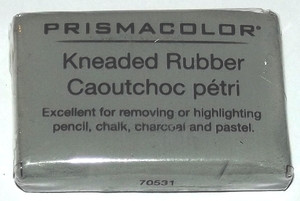 PRISMACOLOR®
Kneaded Rubber
Caoutchoc pétri
Excellent for removing or highlighting
pencil, chalk, charcoal and pastel.
70531